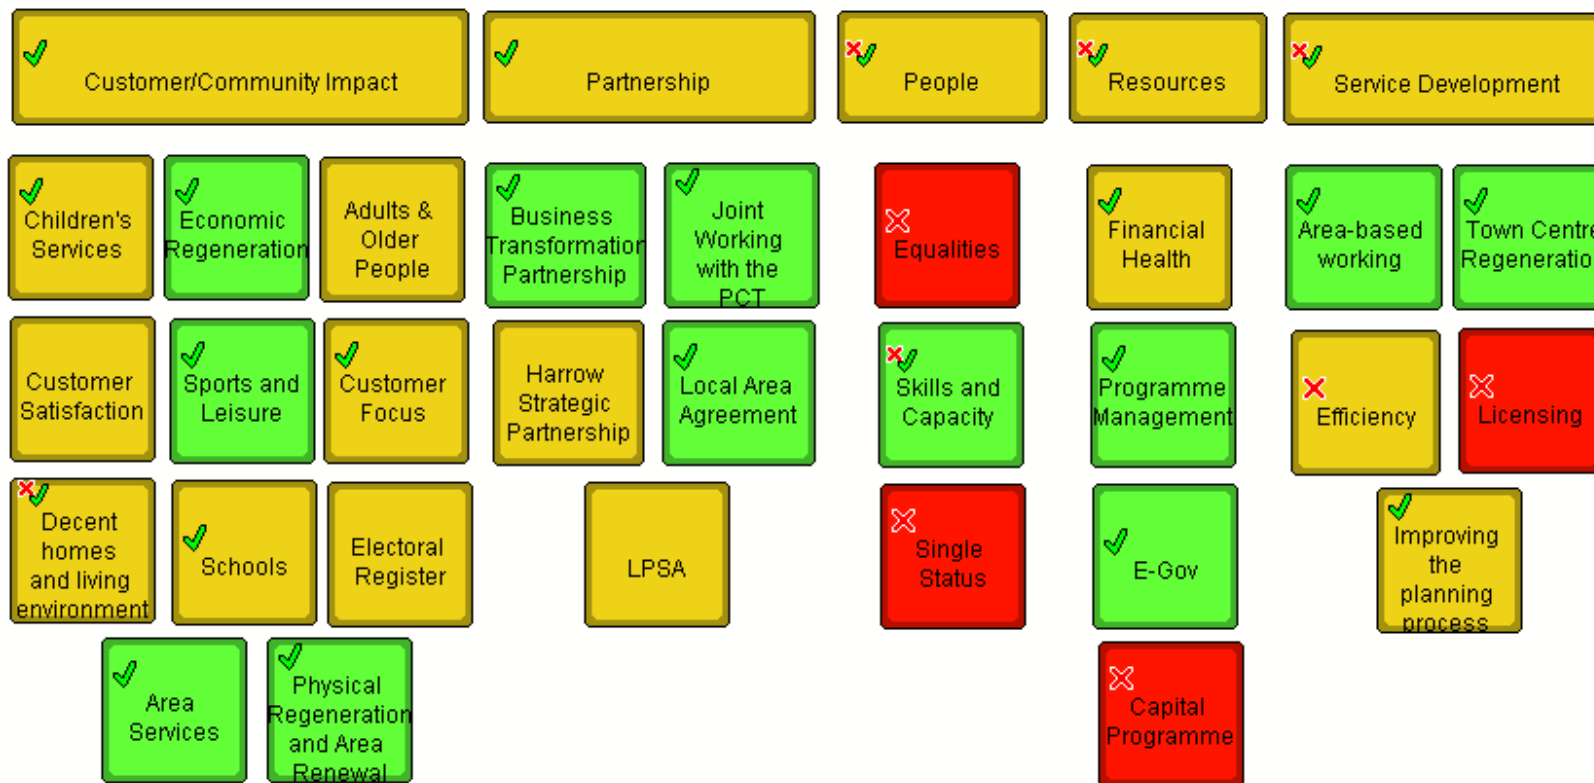 Customer/Community Impact
Partnership
People
Resources
Service Development
Children's
Services
Economic
Regeneration
Adults &
Older
People
Business
Transformation
Partnership
Joint
Working
with the
PCT
Equalities
Financial
Health
Area-based
working
Town Centre
Regeneratio
Customer
Satisfaction
Sports and
Leisure
Customer
Focus
Harrow
Strategic
Partnership
Local Area
Agreement
Skills and
Capacity
Programme
Management
Efficiency
Licensing
Decent
homes
and living
environment
Schools
Electoral
Register
LPSA
Single
Status
E-Gov
Improving
the
planning
process
Area
Services
Physical
Regeneration
and Area
Renewal
Capital
Programme